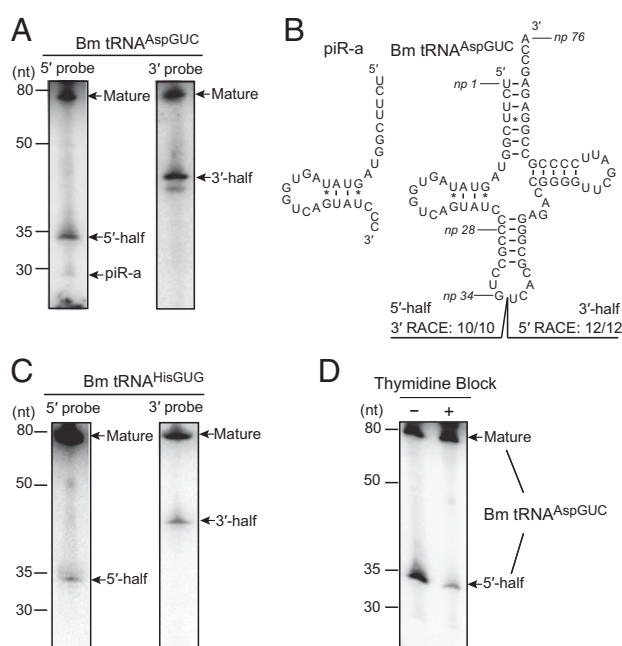 A
Bm tRNAAspGUC
(nt) 5′ probe 3′ probe
80
Mature
Mature
50
3′-half
35
5′-half
30
piR-a
B
piR-a
Bm tRNAAspGUC
3′
np 76
5′
np 1
5′
np 28
3′
np 34
5′-half
3′-half
3′ RACE: 10/10
5′ RACE: 12/12
C
Bm tRNAHisGUG
(nt) 5′ probe 3′ probe
80
Mature
Mature
50
3′-half
35
5′-half
30
D
Thymidine Block
(nt) − +
80
Mature
50
Bm tRNAAspGUC
35
5′-half
30